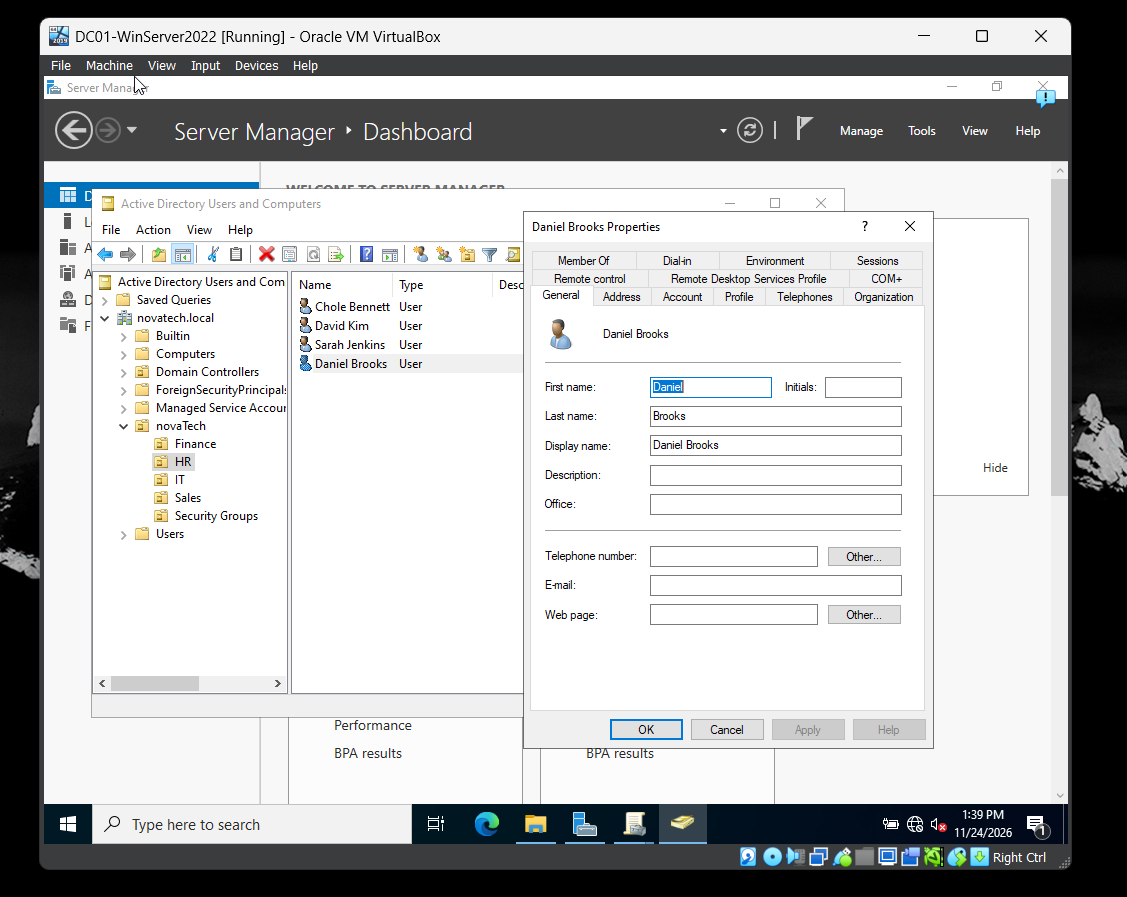 DC01-WinServer2022 [Running] - Oracle VM VirtualBox
File Machine View Input Devices Help
Server Manager
Server Manager Dashboard
Manage Tools View Help
WELCOME TO SERVER MANAGER
Active Directory Users and Computers
File Action View Help
Active Directory Users and Com
Saved Queries
novatech.local
Builtin
Computers
Domain Controllers
ForeignSecurityPrincipals
Managed Service Accoun
novaTech
Finance
HR
IT
Sales
Security Groups
Users
Name Type Desc
Chole Bennett User
David Kim User
Sarah Jenkins User
Daniel Brooks User
Daniel Brooks Properties
?
Member Of Dial-in Environment Sessions
Remote control Remote Desktop Services Profile COM+
General Address Account Profile Telephones Organization
Daniel Brooks
First name: Daniel Initials:
Last name: Brooks
Display name: Daniel Brooks
Description:
Office:
Telephone number: Other...
E-mail:
Web page: Other...
OK Cancel Apply Help
Hide
Performance
BPA results
BPA results
Type here to search
1:39 PM
11/24/2026
1
Right Ctrl